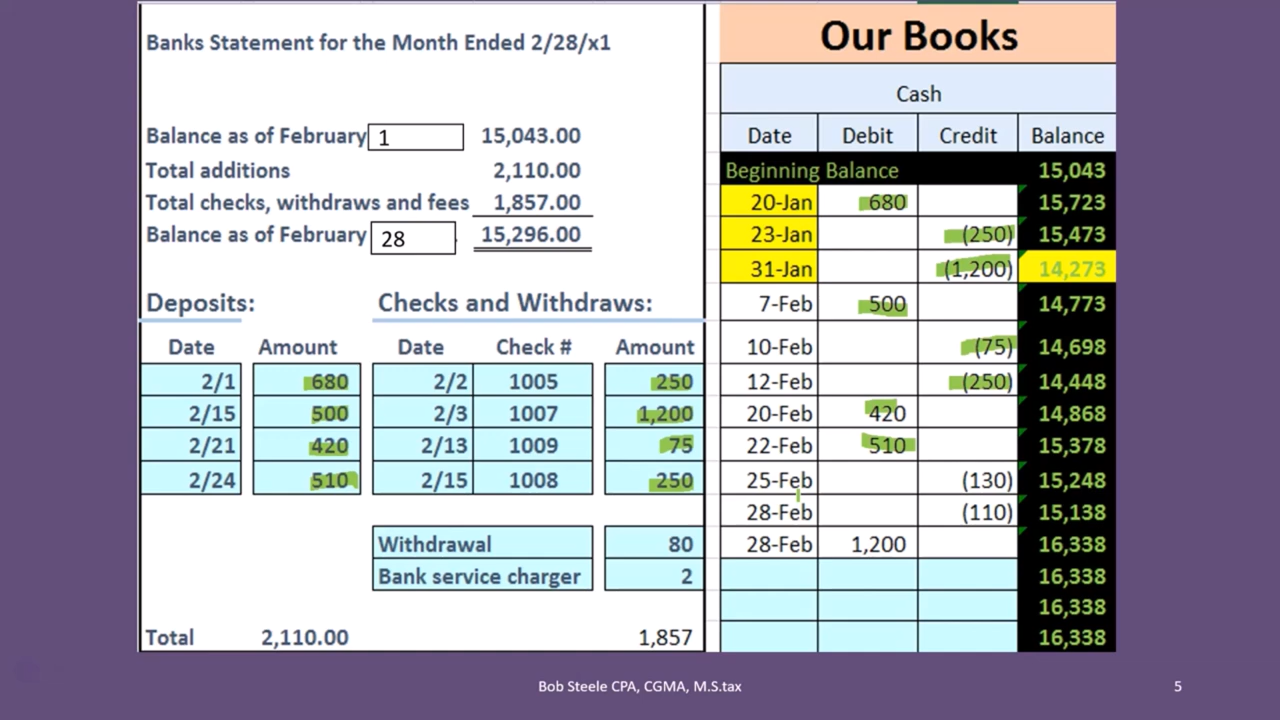 Banks Statement for the Month Ended 2/28/x1
Balance as of February 1 15,043.00
Total additions 2,110.00
Total checks, withdraws and fees 1,857.00
Balance as of February 28 15,296.00
Deposits: Checks and Withdraws:
Date Amount Date Check # Amount
2/1 680 2/2 1005 250
2/15 500 2/3 1007 1,200
2/21 420 2/13 1009 75
2/24 510 2/15 1008 250
Withdrawal 80
Bank service charger 2
Total 2,110.00 1,857
Our Books
Cash
Date Debit Credit Balance
Beginning Balance 15,043
20-Jan 680 15,723
23-Jan (250) 15,473
31-Jan (1,200) 14,273
7-Feb 500 14,773
10-Feb (75) 14,698
12-Feb (250) 14,448
20-Feb 420 14,868
22-Feb 510 15,378
25-Feb (130) 15,248
28-Feb (110) 15,138
28-Feb 1,200 16,338
16,338
16,338
16,338
Bob Steele CPA, CGMA, M.S.tax 5